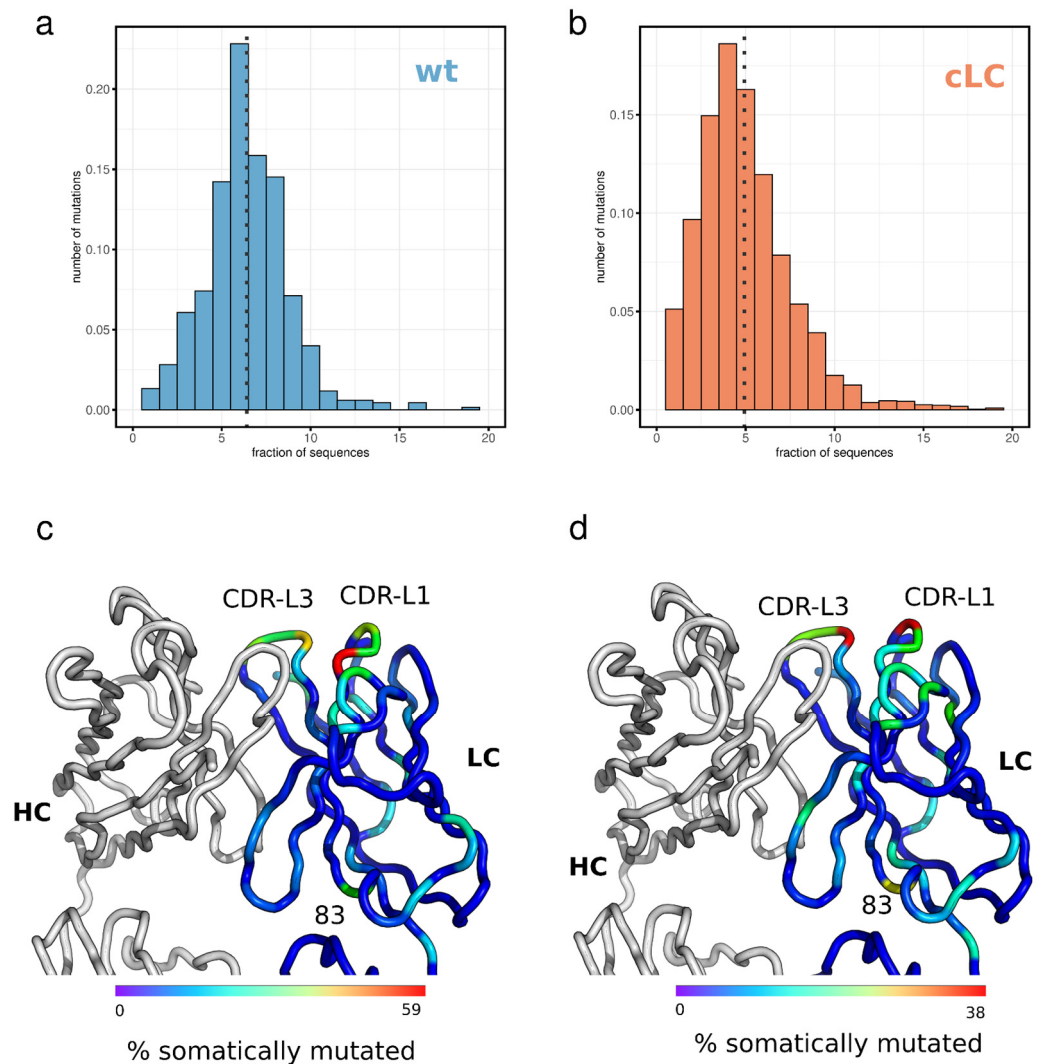 a
wt
number of mutations
0.20
0.15
0.10
0.05
0.00
0 5 10 15 20
fraction of sequences
b
cLC
number of mutations
0.15
0.10
0.05
0.00
0 5 10 15 20
fraction of sequences
c
CDR-L3 CDR-L1
LC
HC
83
0 59
% somatically mutated
d
CDR-L3 CDR-L1
LC
HC
83
0 38
% somatically mutated